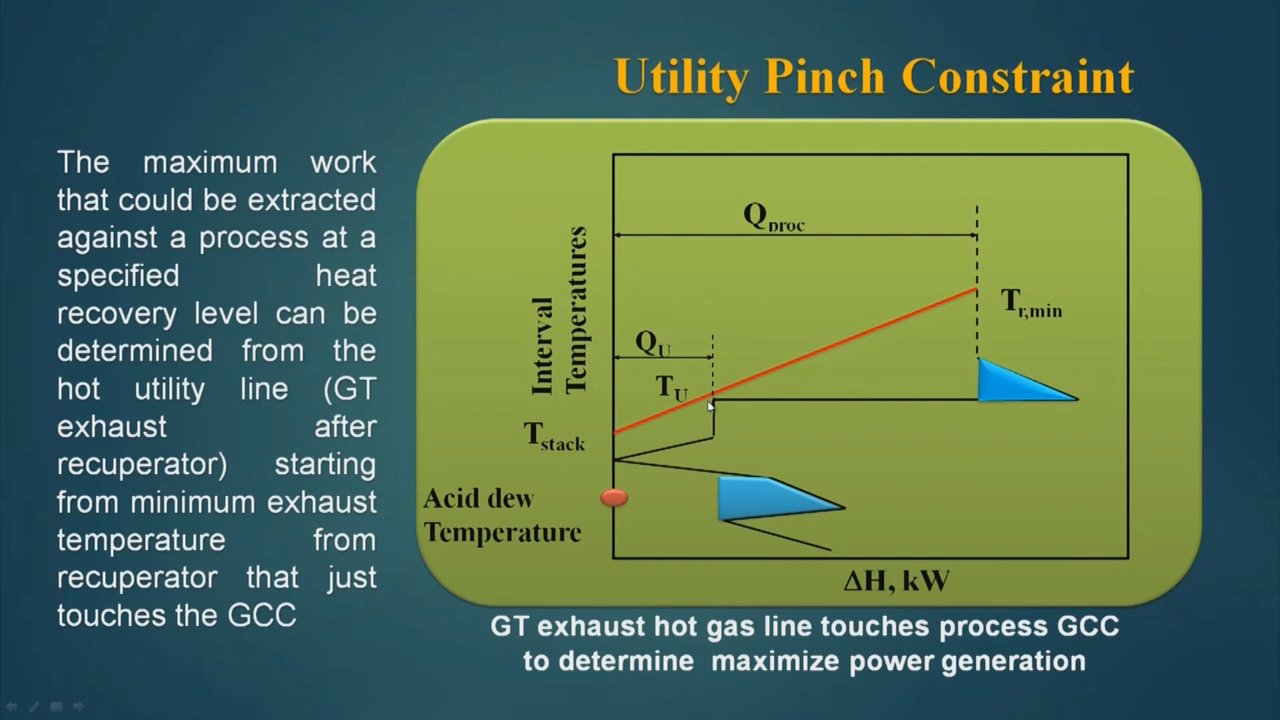 Utility Pinch Constraint
The maximum work
that could be extracted
against a process at a
specified heat
recovery level can be
determined from the
hot utility line (GT
exhaust after
recuperator) starting
from minimum exhaust
temperature from
recuperator that just
touches the GCC
Interval
Temperatures
Qproc
QU
TU
Tr,min
Tstack
Acid dew
Temperature
ΔH, kW
GT exhaust hot gas line touches process GCC
to determine maximize power generation